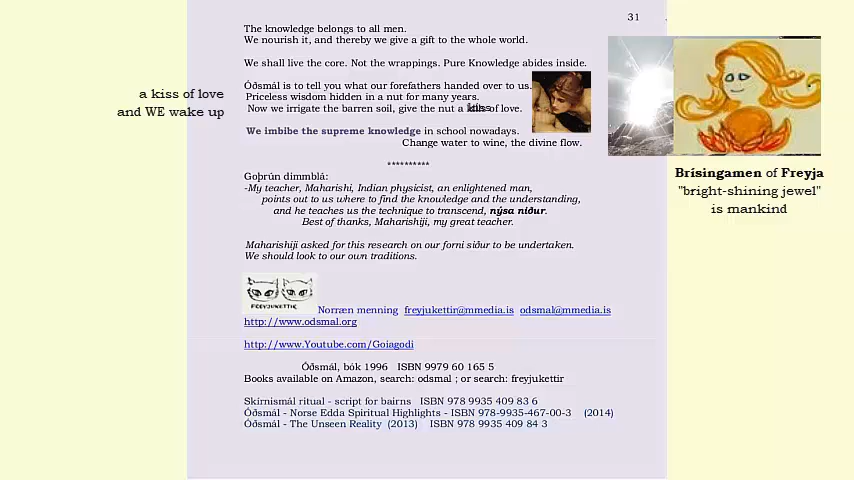 31
The knowledge belongs to all men.
We nourish it, and thereby we give a gift to the whole world.
We shall live the core. Not the wrappings. Pure Knowledge abides inside.
Óðsmál is to tell you what our forefathers handed over to us.
Priceless wisdom hidden in a nut for many years.
Now we irrigate the barren soil, give the nut a kiss of love.
We imbibe the supreme knowledge in school nowadays.
Change water to wine, the divine flow.
**********
Goþrún dimmblá:
-My teacher, Maharishi, Indian physicist, an enlightened man,
points out to us where to find the knowledge and the understanding,
and he teaches us the technique to transcend, nýsa niður.
Best of thanks, Maharishiji, my great teacher.
Maharishiji asked for this research on our forni siður to be undertaken.
We should look to our own traditions.
FREYJUKETTIR
Norræn menning freyjukettir@mmedia.is odsmal@mmedia.is
http://www.odsmal.org
http://www.Youtube.com/Goiagodi
Óðsmál, bók 1996 ISBN 9979 60 165 5
Books available on Amazon, search: odsmal ; or search: freyjukettir
Skírnismál ritual - script for bairns ISBN 978 9935 409 83 6
Óðsmál - Norse Edda Spiritual Highlights - ISBN 978-9935-467-00-3 (2014)
Óðsmál - The Unseen Reality (2013) ISBN 978 9935 409 84 3
a kiss of love
and WE wake up
Brísingamen of Freyja
"bright-shining jewel"
is mankind